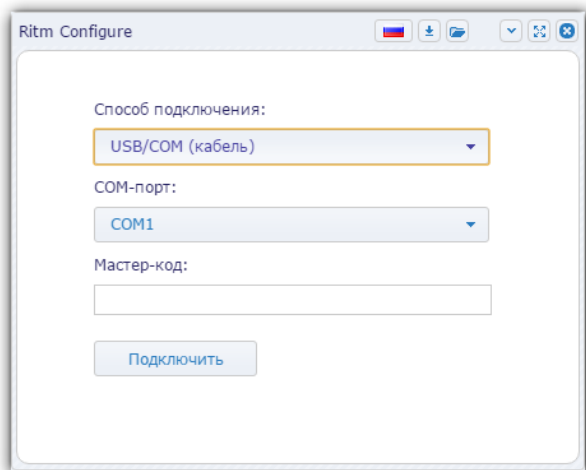 Ritm Configure
Способ подключения:
USB/COM (кабель)
COM-порт:
COM1
Мастер-код:
Подключить